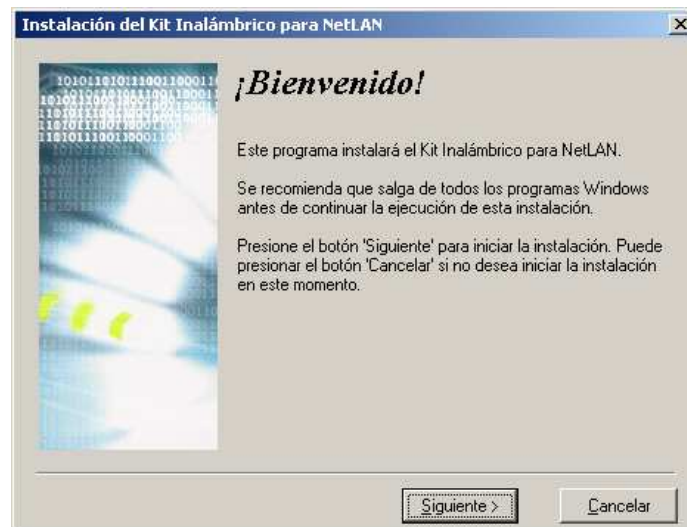 Instalación del Kit Inalámbrico para NetLAN
¡Bienvenido!
Este programa instalará el Kit Inalámbrico para NetLAN.
Se recomienda que salga de todos los programas Windows
antes de continuar la ejecución de esta instalación.
Presione el botón 'Siguiente' para iniciar la instalación. Puede
presionar el botón 'Cancelar' si no desea iniciar la instalación
en este momento.
Siguiente >
Cancelar